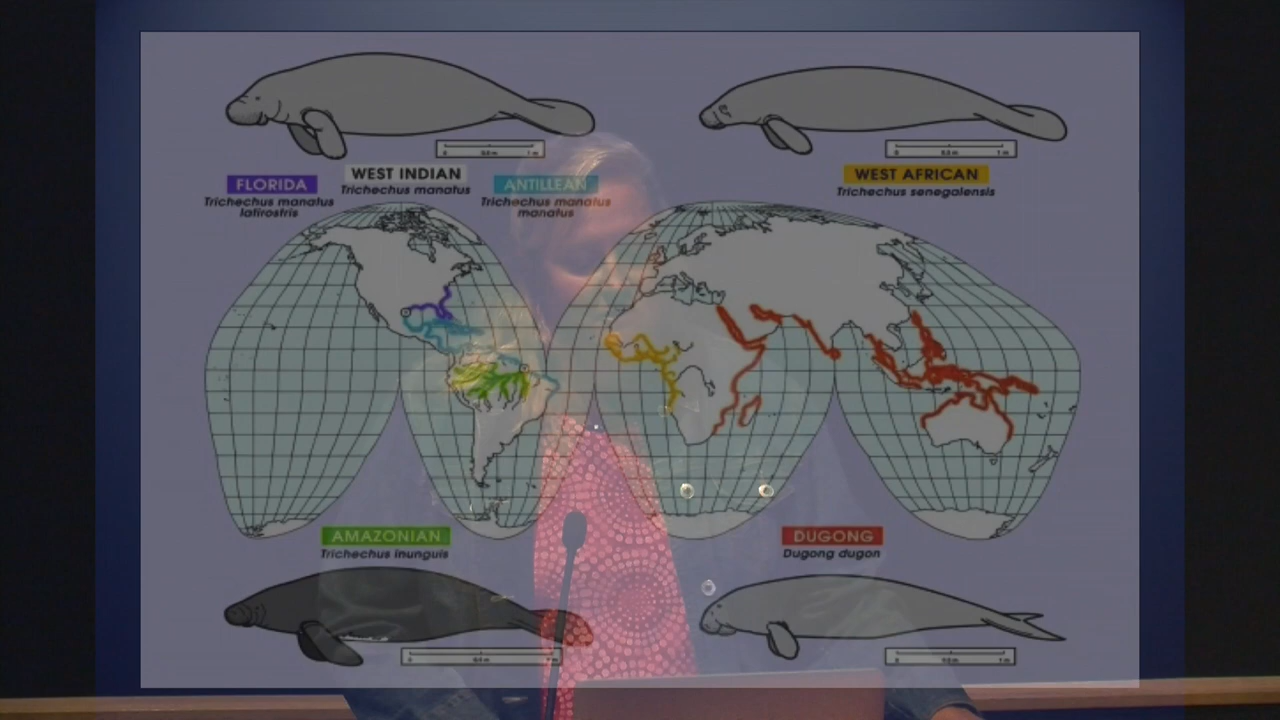 WEST INDIAN
Trichechus manatus
FLORIDA
Trichechus manatus
latirostris
ANTILLEAN
Trichechus manatus
manatus
WEST AFRICAN
Trichechus senegalensis
AMAZONIAN
Trichechus inunguis
DUGONG
Dugong dugon